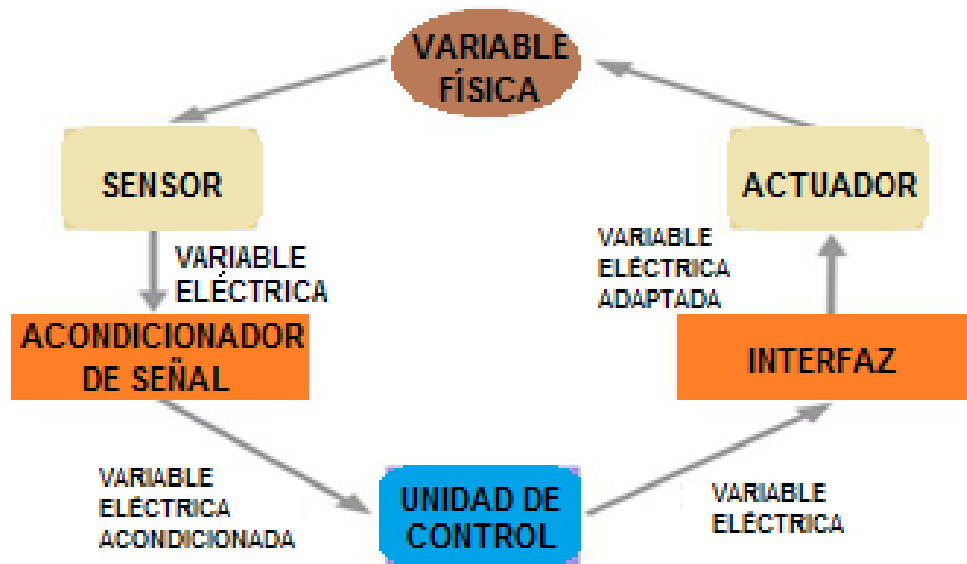 VARIABLE
FÍSICA
SENSOR
ACTUADOR
VARIABLE
ELÉCTRICA
VARIABLE
ELÉCTRICA
ADAPTADA
ACONDICIONADOR
DE SEÑAL
INTERFAZ
VARIABLE
ELÉCTRICA
ACONDICIONADA
UNIDAD DE
CONTROL
VARIABLE
ELÉCTRICA